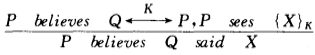 P believes Q ⟷K P, P sees {X}K
P believes Q said X